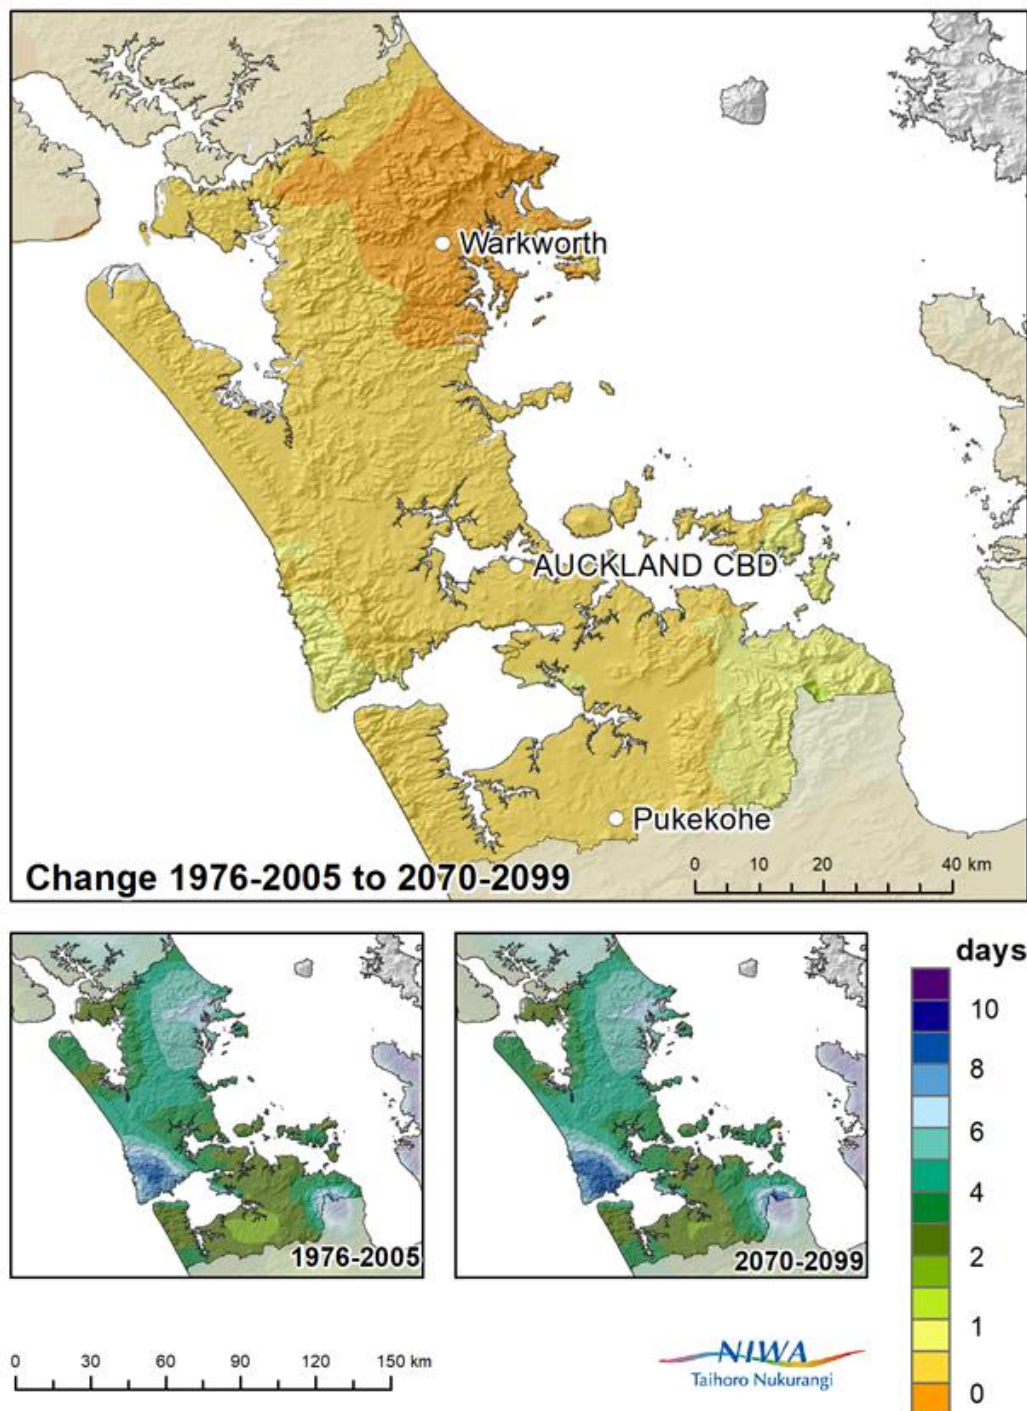 Warkworth
AUCKLAND CBD
Pukekohe
Change 1976-2005 to 2070-2099
0 10 20 40 km
1976-2005
2070-2099
days
10
8
6
4
2
1
0
0 30 60 90 120 150 km
NIWA
Taihoro Nukurangi